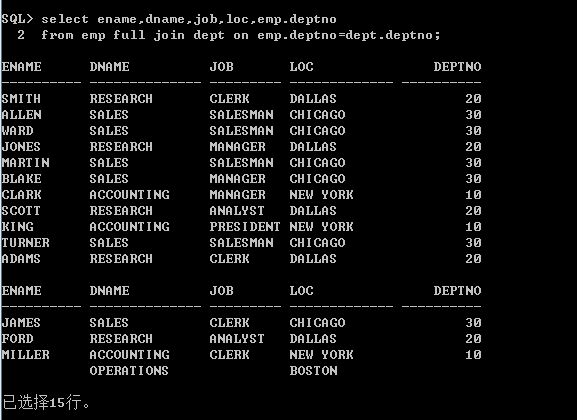 SQL> select ename,dname,job,loc,emp.deptno
  2  from emp full join dept on emp.deptno=dept.deptno;
ENAME      DNAME          JOB       LOC               DEPTNO
---------- -------------- --------- ------------- ----------
SMITH      RESEARCH       CLERK     DALLAS                20
ALLEN      SALES          SALESMAN  CHICAGO               30
WARD       SALES          SALESMAN  CHICAGO               30
JONES      RESEARCH       MANAGER   DALLAS                20
MARTIN     SALES          SALESMAN  CHICAGO               30
BLAKE      SALES          MANAGER   CHICAGO               30
CLARK      ACCOUNTING     MANAGER   NEW YORK              10
SCOTT      RESEARCH       ANALYST   DALLAS                20
KING       ACCOUNTING     PRESIDENT NEW YORK              10
TURNER     SALES          SALESMAN  CHICAGO               30
ADAMS      RESEARCH       CLERK     DALLAS                20
ENAME      DNAME          JOB       LOC               DEPTNO
---------- -------------- --------- ------------- ----------
JAMES      SALES          CLERK     CHICAGO               30
FORD       RESEARCH       ANALYST   DALLAS                20
MILLER     ACCOUNTING     CLERK     NEW YORK              10
           OPERATIONS               BOSTON
已选择15行。